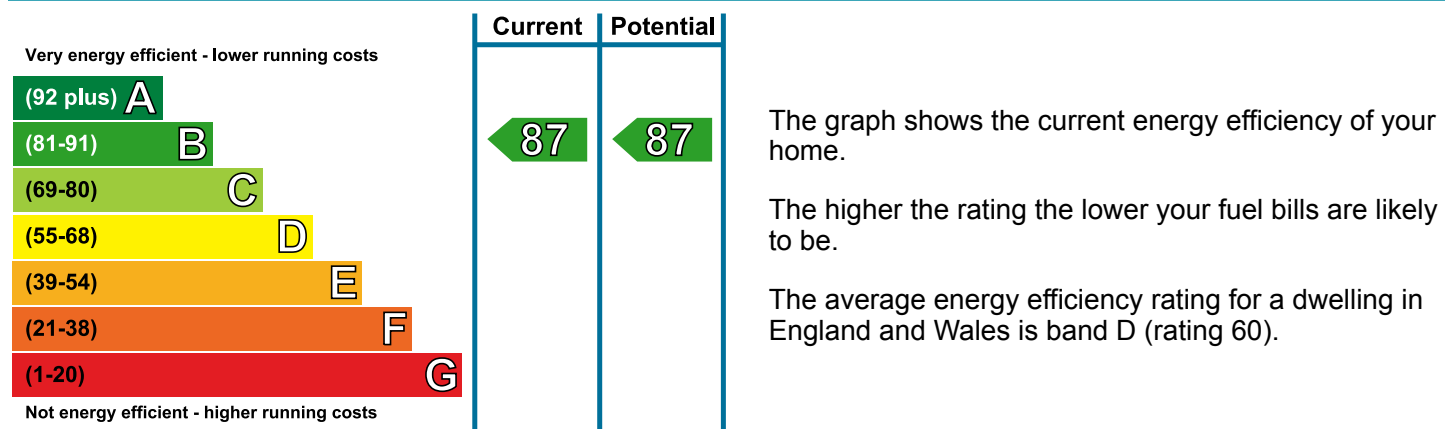 Current Potential
Very energy efficient - lower running costs
(92 plus) A
(81-91) B
87 87
(69-80) C
(55-68) D
(39-54) E
(21-38) F
(1-20) G
Not energy efficient - higher running costs
The graph shows the current energy efficiency of your
home.
The higher the rating the lower your fuel bills are likely
to be.
The average energy efficiency rating for a dwelling in
England and Wales is band D (rating 60).